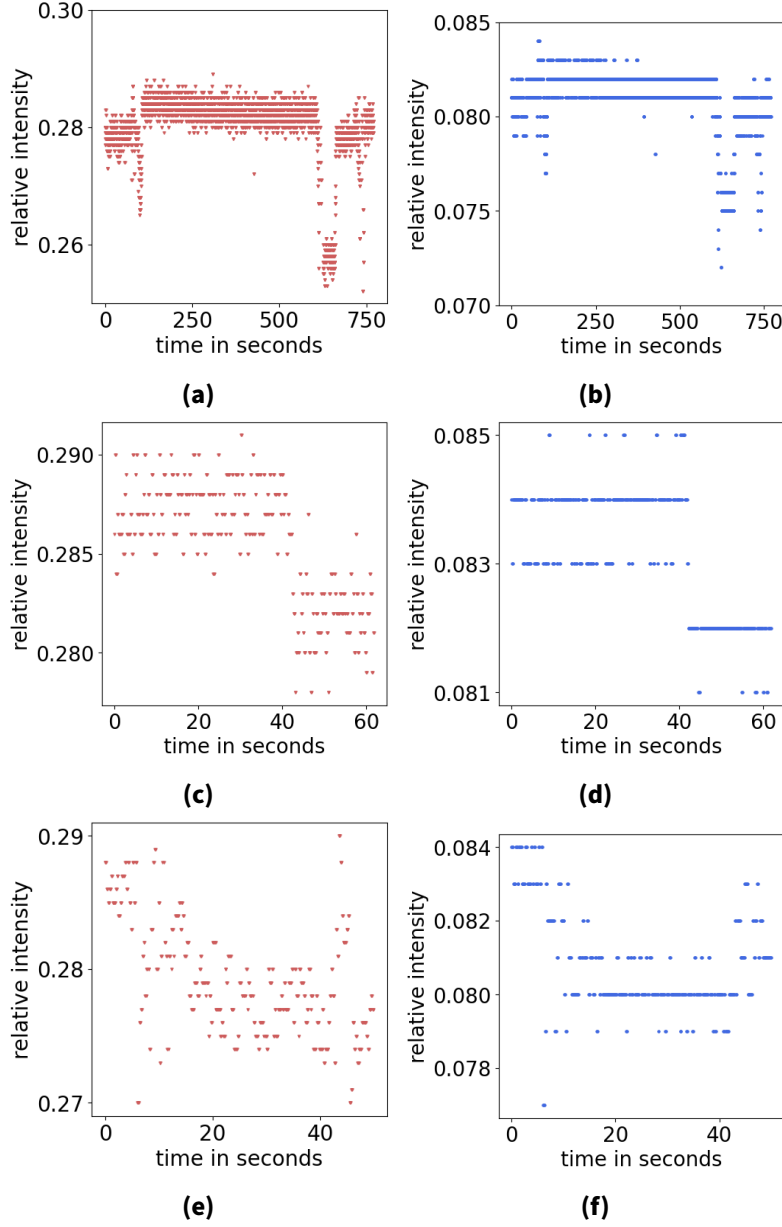 0.30
0.28
0.26
relative intensity
0 250 500 750
time in seconds
(a)
0.085
0.080
0.075
0.070
relative intensity
0 250 500 750
time in seconds
(b)
0.290
0.285
0.280
relative intensity
0 20 40 60
time in seconds
(c)
0.085
0.083
0.082
0.081
relative intensity
0 20 40 60
time in seconds
(d)
0.29
0.28
0.27
relative intensity
0 20 40
time in seconds
(e)
0.084
0.082
0.080
0.078
relative intensity
0 20 40
time in seconds
(f)